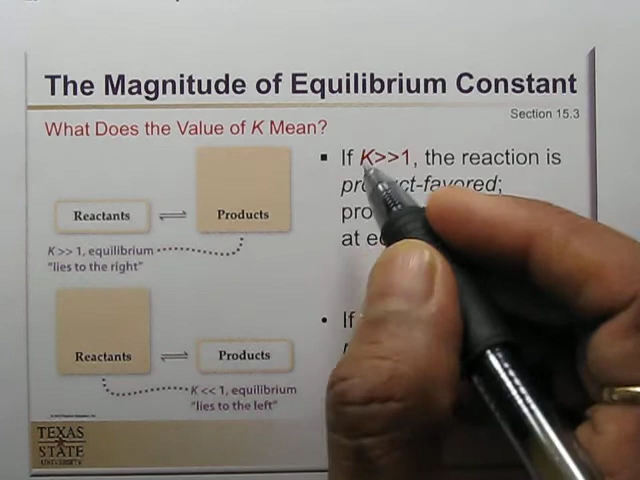 The Magnitude of Equilibrium Constant
Section 15.3
What Does the Value of K Mean?
Reactants ⇌ Products
K >> 1, equilibrium
"lies to the right"
Reactants ⇌ Products
K << 1, equilibrium
"lies to the left"
▪ If K>>1, the reaction is
ct-favored;
at
• If
TEXAS
STATE
UNIVERSITY